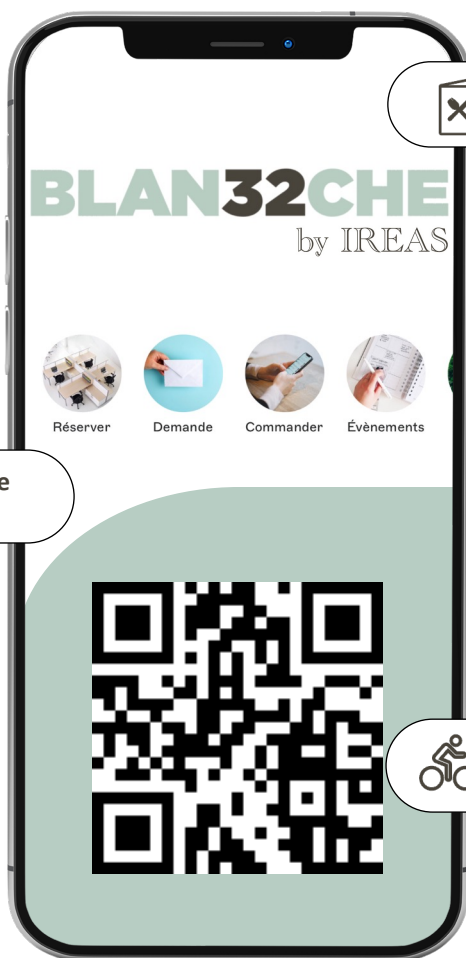 BLAN32CHE
by IREAS
Réserver
Demande
Commander
Évènements
e